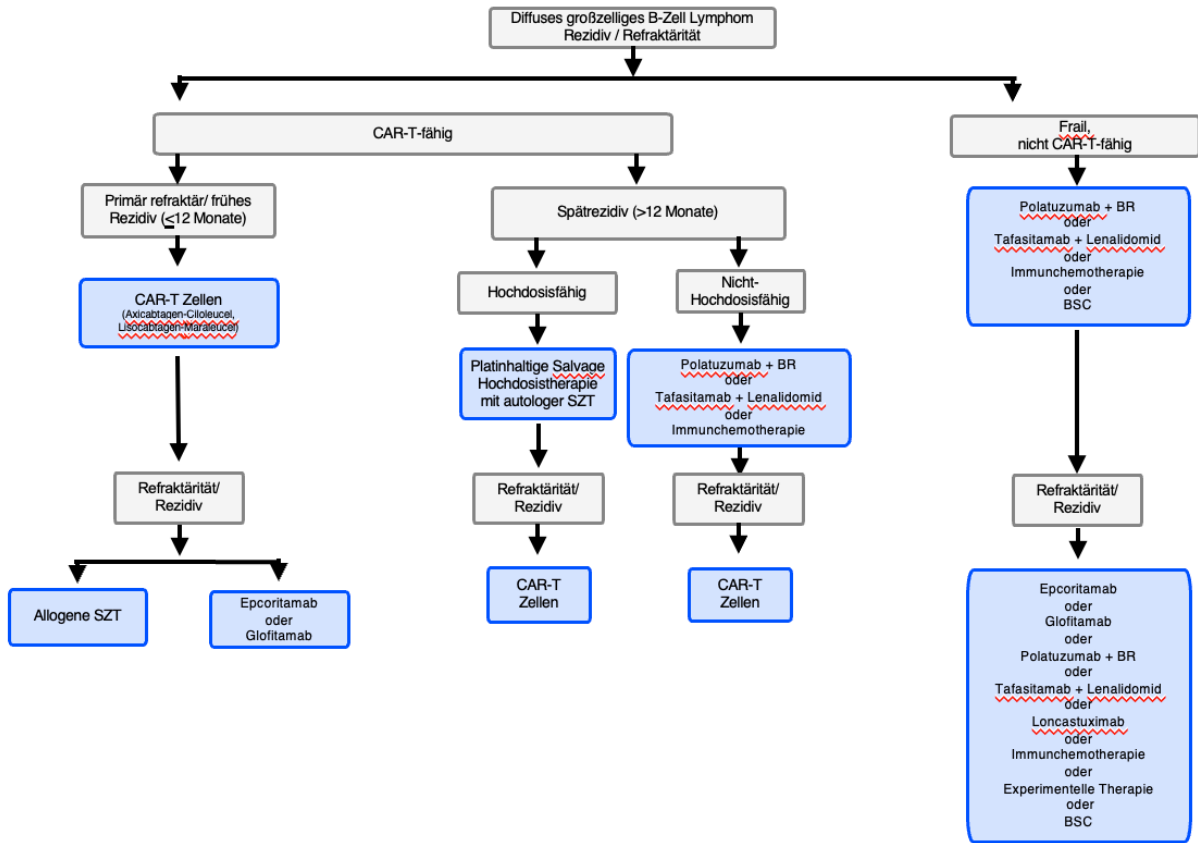 Diffuses großzelliges B-Zell Lymphom
Rezidiv / Refraktärität
CAR-T-fähig
Frail,
nicht CAR-T-fähig
Primär refraktär/ frühes
Rezidiv (≤12 Monate)
Spätrezidiv (>12 Monate)
Polatuzumab + BR
oder
Tafasitamab + Lenalidomid
oder
Immunchemotherapie
oder
BSC
CAR-T Zellen
(Axicabtagen-Ciloleucel,
Lisocabtagen-Maraleucel)
Hochdosisfähig
Nicht-
Hochdosisfähig
Platinhaltige Salvage
Hochdosistherapie
mit autologer SZT
Polatuzumab + BR
oder
Tafasitamab + Lenalidomid
oder
Immunchemotherapie
Refraktärität/
Rezidiv
Refraktärität/
Rezidiv
Refraktärität/
Rezidiv
Refraktärität/
Rezidiv
Allogene SZT
Epcoritamab
oder
Glofitamab
CAR-T
Zellen
CAR-T
Zellen
Epcoritamab
oder
Glofitamab
oder
Polatuzumab + BR
oder
Tafasitamab + Lenalidomid
oder
Loncastuximab
oder
Immunchemotherapie
oder
Experimentelle Therapie
oder
BSC